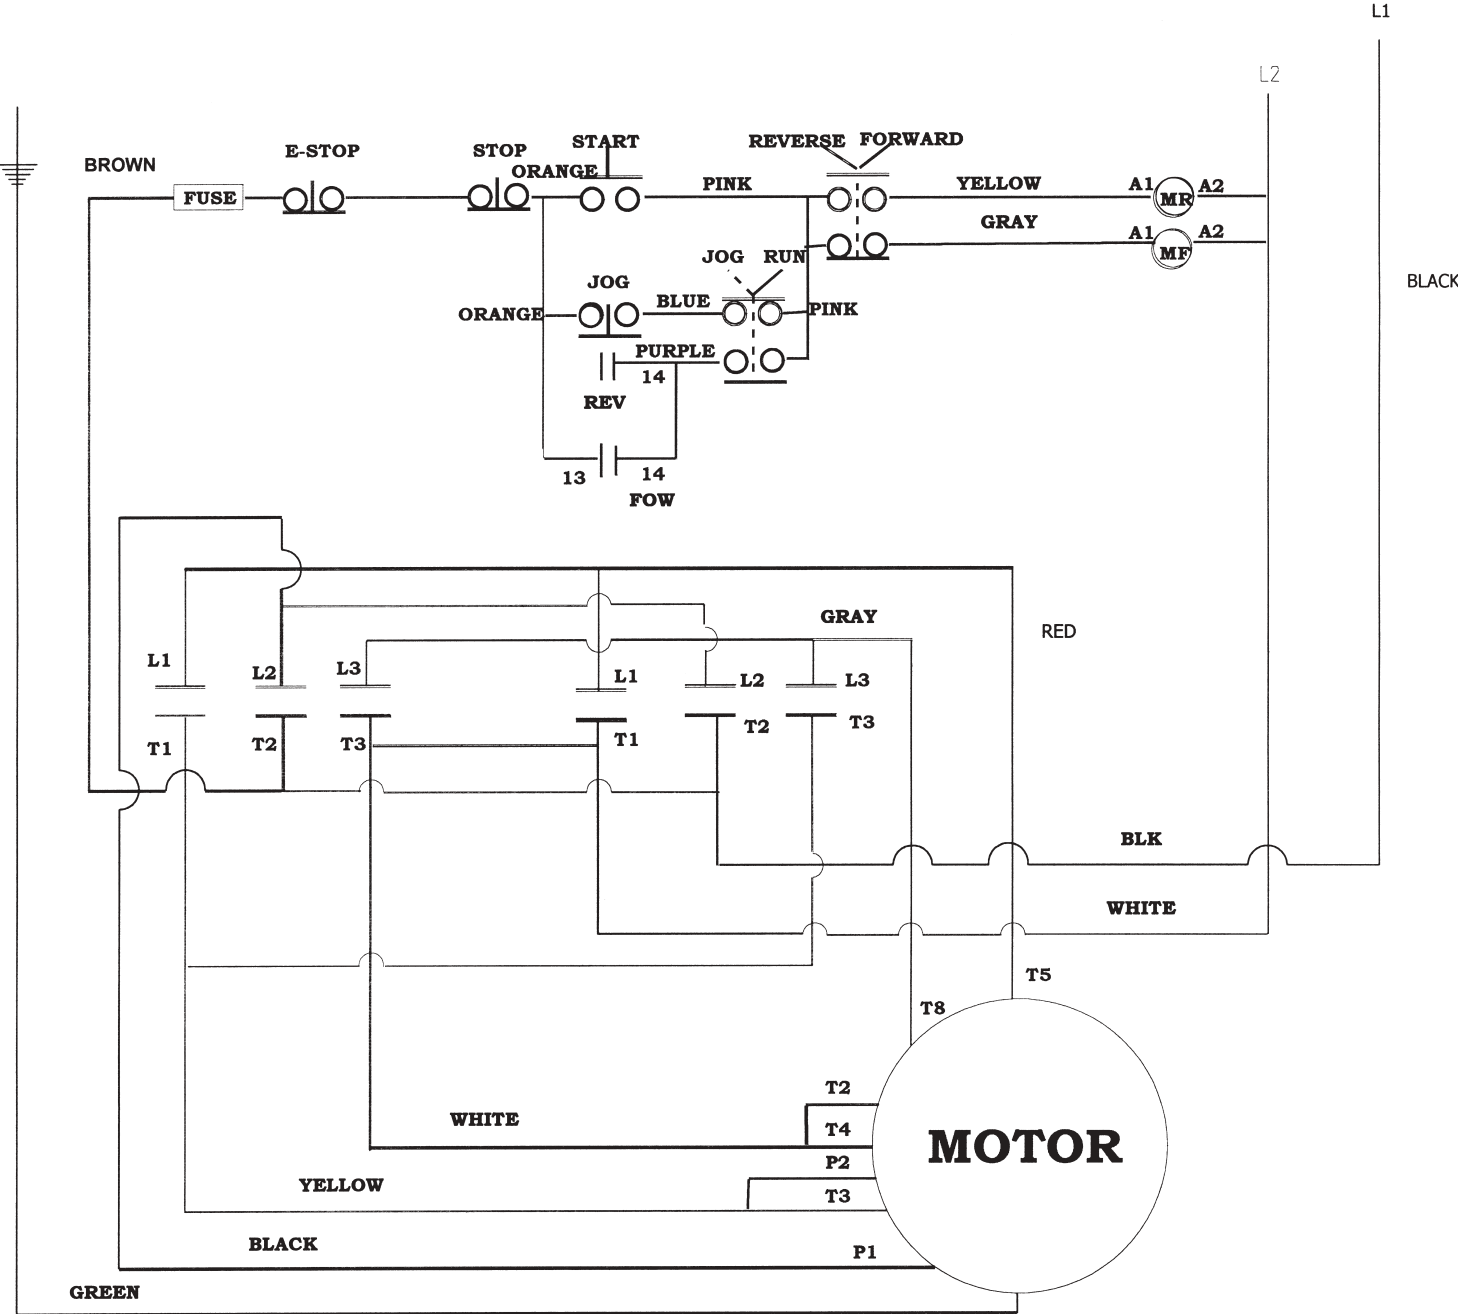 L1
L2
REVERSE FORWARD
START
E-STOP
STOP
BROWN
ORANGE
PINK
YELLOW
A1
A2
FUSE
MR
GRAY
A1
A2
MF
JOG RUN
JOG
BLACK
BLUE
ORANGE
PINK
PURPLE
14
REV
13
14
FOW
GRAY
RED
L1
L2
L3
L1
L2
L3
T1
T2
T3
T1
T2
T3
BLK
WHITE
T5
T8
T2
WHITE
T4
MOTOR
P2
YELLOW
T3
BLACK
P1
GREEN